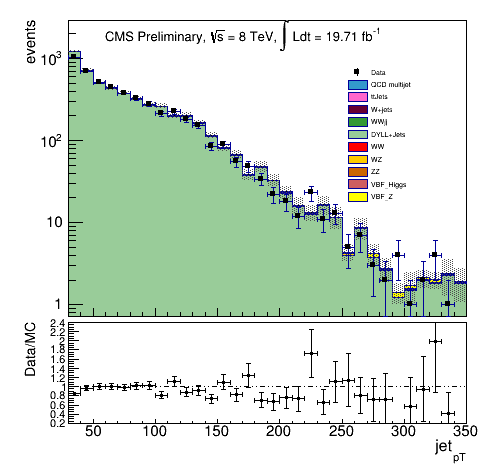 CMS Preliminary, √s = 8 TeV, ∫ Ldt = 19.71 fb⁻¹
events
10³
10²
10
1
Data
QCD multijet
ttJets
W+jets
WWjj
DYLL+Jets
WW
WZ
ZZ
VBF_Higgs
VBF_Z
Data/MC
2.4
2.2
2
1.8
1.6
1.4
1.2
1
0.8
0.6
0.4
0.2
50 100 150 200 250 300 350
jet_pT